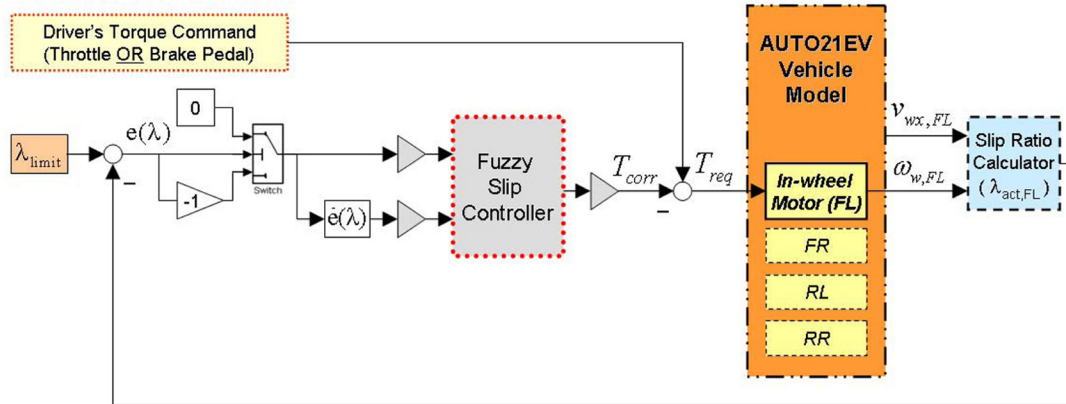 Driver's Torque Command
(Throttle OR Brake Pedal)
AUTO21EV
Vehicle
Model
0
e(λ)
λlimit
−
-1
Switch
ė(λ)
Fuzzy
Slip
Controller
Tcorr
−
Treq
In-wheel
Motor (FL)
FR
RL
RR
vwx,FL
ωw,FL
Slip Ratio
Calculator
(λact,FL)